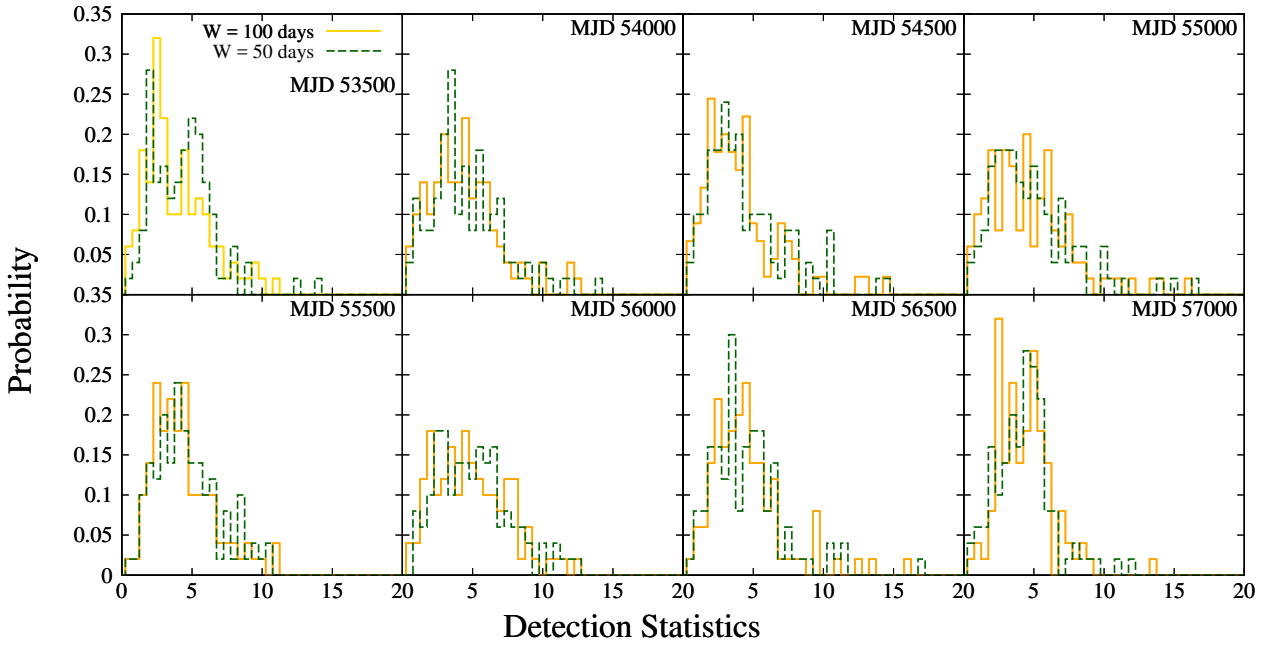 0.35
0.3
0.25
0.2
0.15
0.1
0.05
W = 100 days
W = 50 days
MJD 53500
MJD 54000
MJD 54500
MJD 55000
0.35
0.3
0.25
0.2
0.15
0.1
0.05
0
MJD 55500
MJD 56000
MJD 56500
MJD 57000
0 5 10 15 20 5 10 15 20 5 10 15 20 5 10 15 20
Probability
Detection Statistics